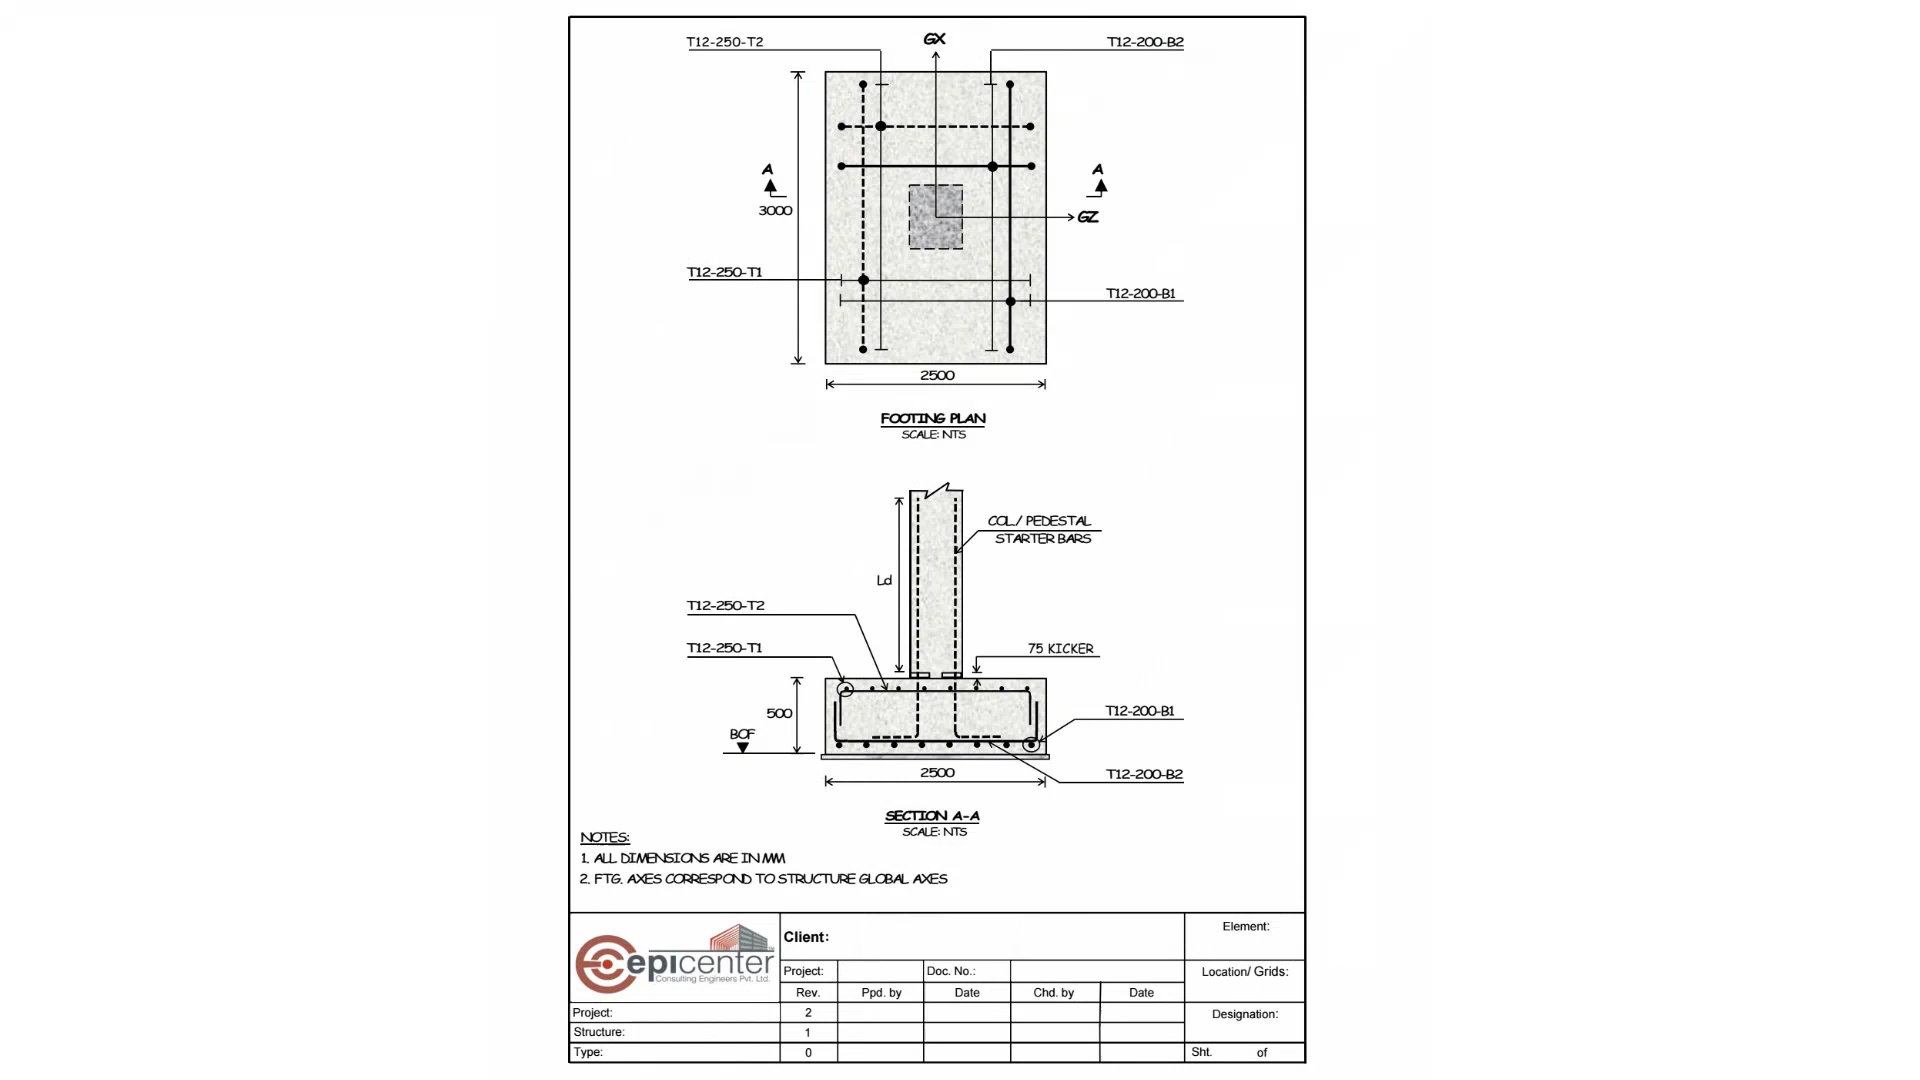 T12-250-T2
GX
T12-200-B2
A
A
3000
GZ
T12-250-T1
T12-200-B1
2500
FOOTING PLAN
SCALE: NTS
COL./ PEDESTAL
STARTER BARS
Ld
T12-250-T2
T12-250-T1
75 KICKER
500
T12-200-B1
BOF
2500
T12-200-B2
SECTION A-A
SCALE: NTS
NOTES:
1. ALL DIMENSIONS ARE IN MM
2. FTG. AXES CORRESPOND TO STRUCTURE GLOBAL AXES
epicenter
Consulting Engineers Pvt. Ltd.
Client:
Element:
Project:
Doc. No.:
Location/ Grids:
Rev.
Ppd. by
Date
Chd. by
Date
Project:
2
Designation:
Structure:
1
Type:
0
Sht. of